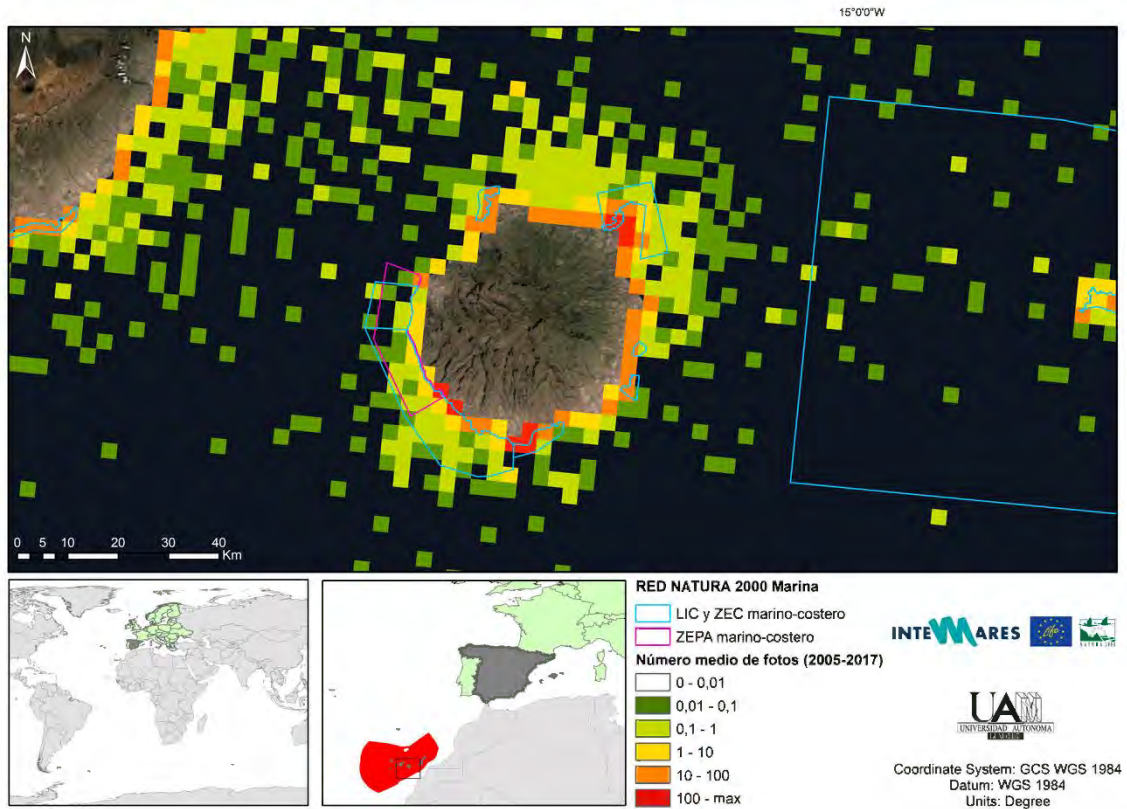 15°0'0"W
N
0 5 10 20 30 40
Km
RED NATURA 2000 Marina
LIC y ZEC marino-costero
ZEPA marino-costero
Número medio de fotos (2005-2017)
0 - 0,01
0,01 - 0,1
0,1 - 1
1 - 10
10 - 100
100 - max
INTEMARES
UAM
UNIVERSIDAD AUTONOMA
Coordinate System: GCS WGS 1984
Datum: WGS 1984
Units: Degree